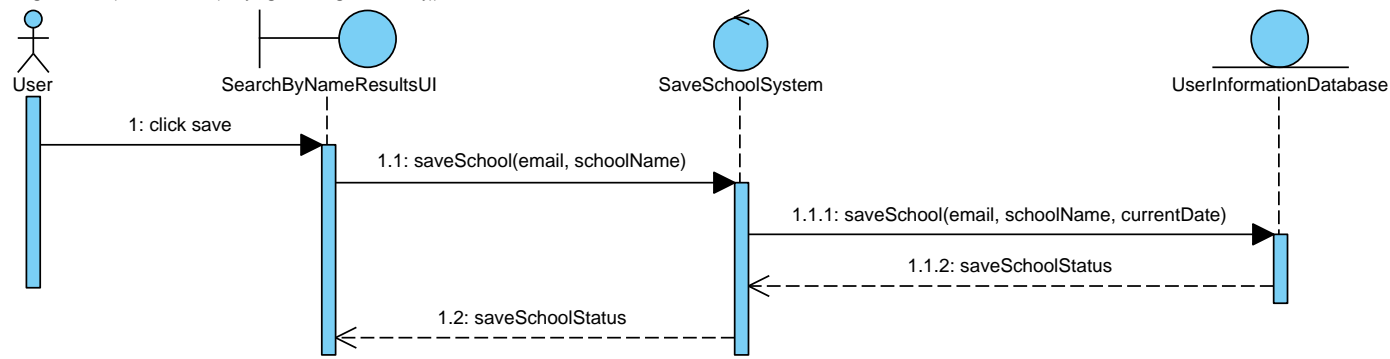 User
SearchByNameResultsUI
SaveSchoolSystem
UserInformationDatabase
1: click save
1.1: saveSchool(email, schoolName)
1.1.1: saveSchool(email, schoolName, currentDate)
1.1.2: saveSchoolStatus
1.2: saveSchoolStatus